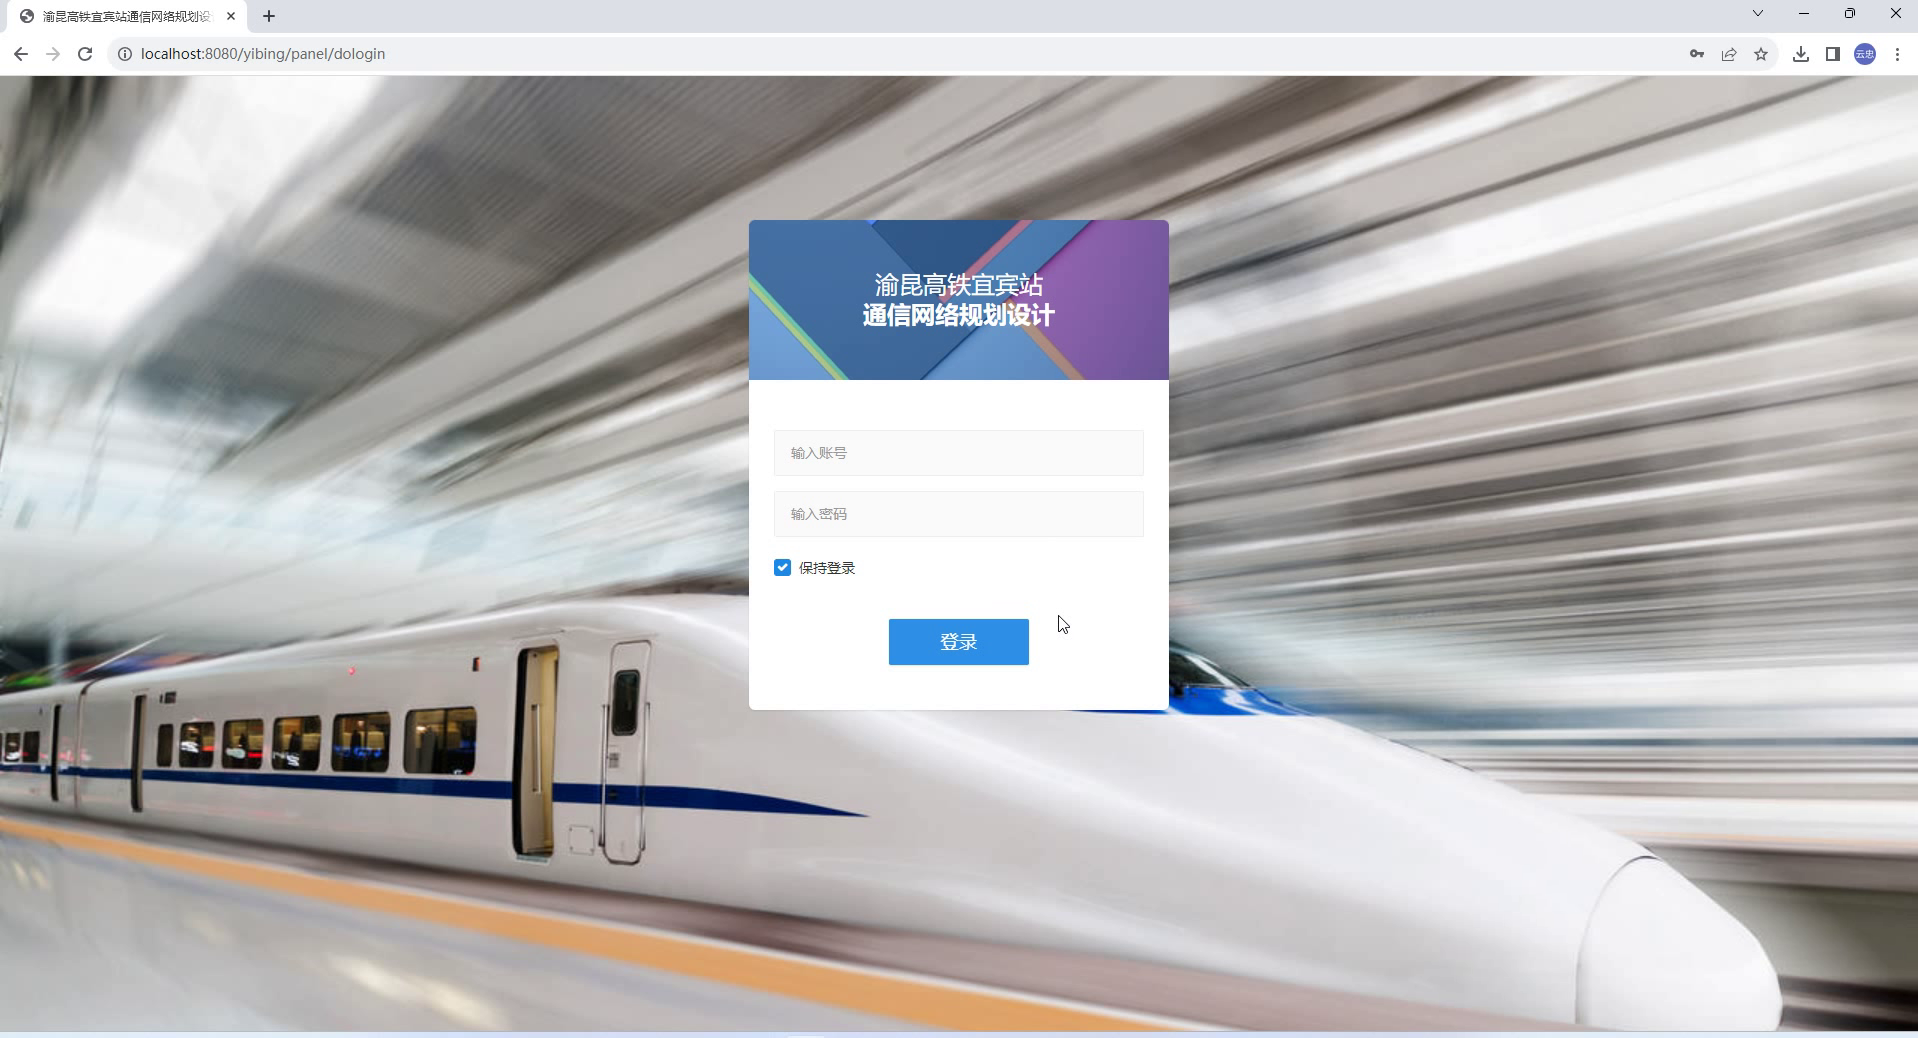 渝昆高铁宜宾站通信网络规划设
localhost:8080/yibing/panel/dologin
云忠
渝昆高铁宜宾站
通信网络规划设计
输入账号
输入密码
保持登录
登录